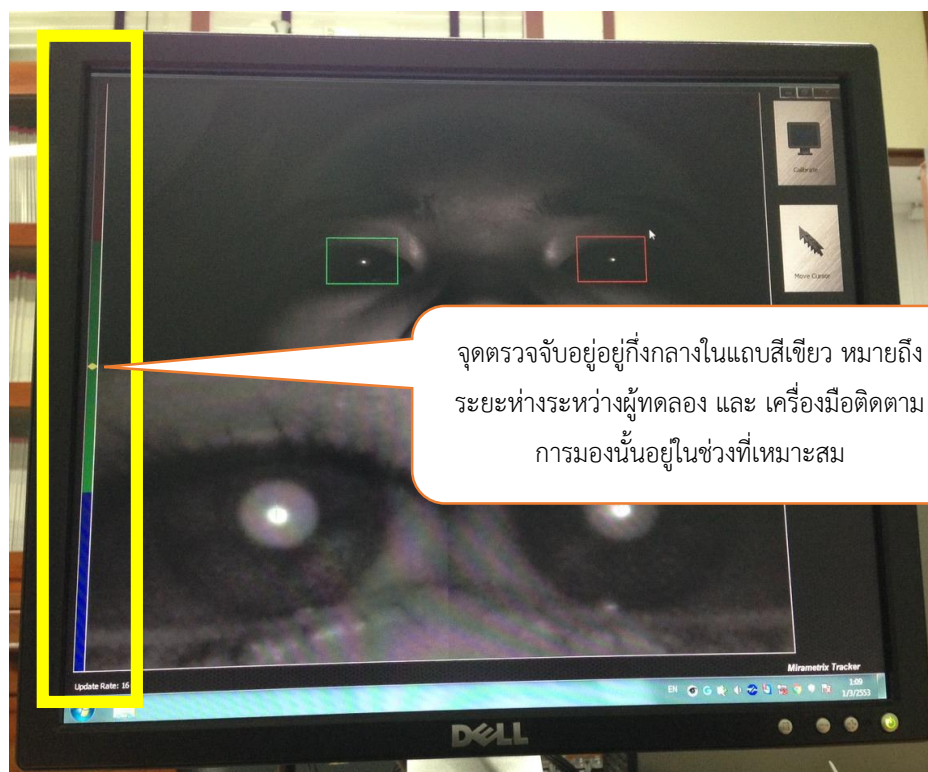 Calibrate
Move Cursor
จุดตรวจจับอยู่อยู่กึ่งกลางในแถบสีเขียว หมายถึง
ระยะห่างระหว่างผู้ทดลอง และ เครื่องมือติดตาม
การมองนั้นอยู่ในช่วงที่เหมาะสม
Mirametrix Tracker
Update Rate: 16
EN
1:09
1/3/2553
DELL